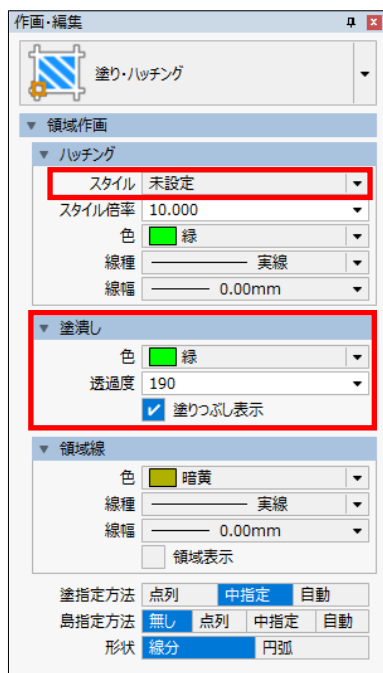 作画・編集
塗り・ハッチング
領域作画
ハッチング
スタイル 未設定
スタイル倍率 10.000
色 緑
線種 実線
線幅 0.00mm
塗潰し
色 緑
透過度 190
塗りつぶし表示
領域線
色 暗黄
線種 実線
線幅 0.00mm
領域表示
塗指定方法 点列 中指定 自動
島指定方法 無し 点列 中指定 自動
形状 線分 円弧